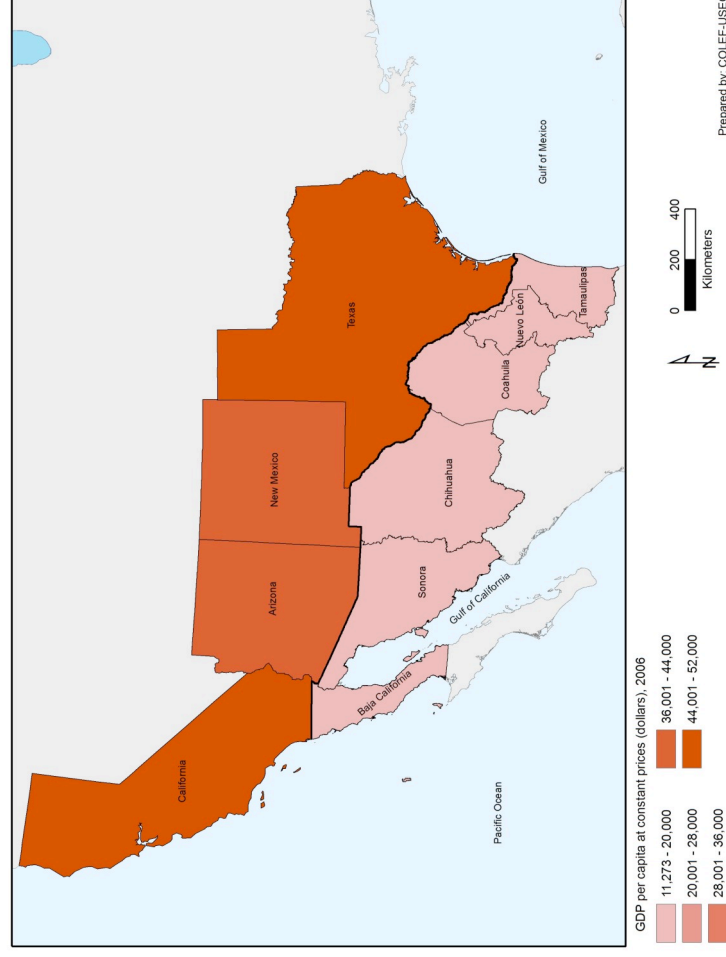 California
Arizona
New Mexico
Texas
Baja California
Sonora
Chihuahua
Coahuila
Nuevo León
Tamaulipas
Gulf of California
Pacific Ocean
Gulf of Mexico
GDP per capita at constant prices (dollars), 2006
11,273 - 20,000
20,001 - 28,000
28,001 - 36,000
36,001 - 44,000
44,001 - 52,000
N
0 200 400
Kilometers
Prepared by: